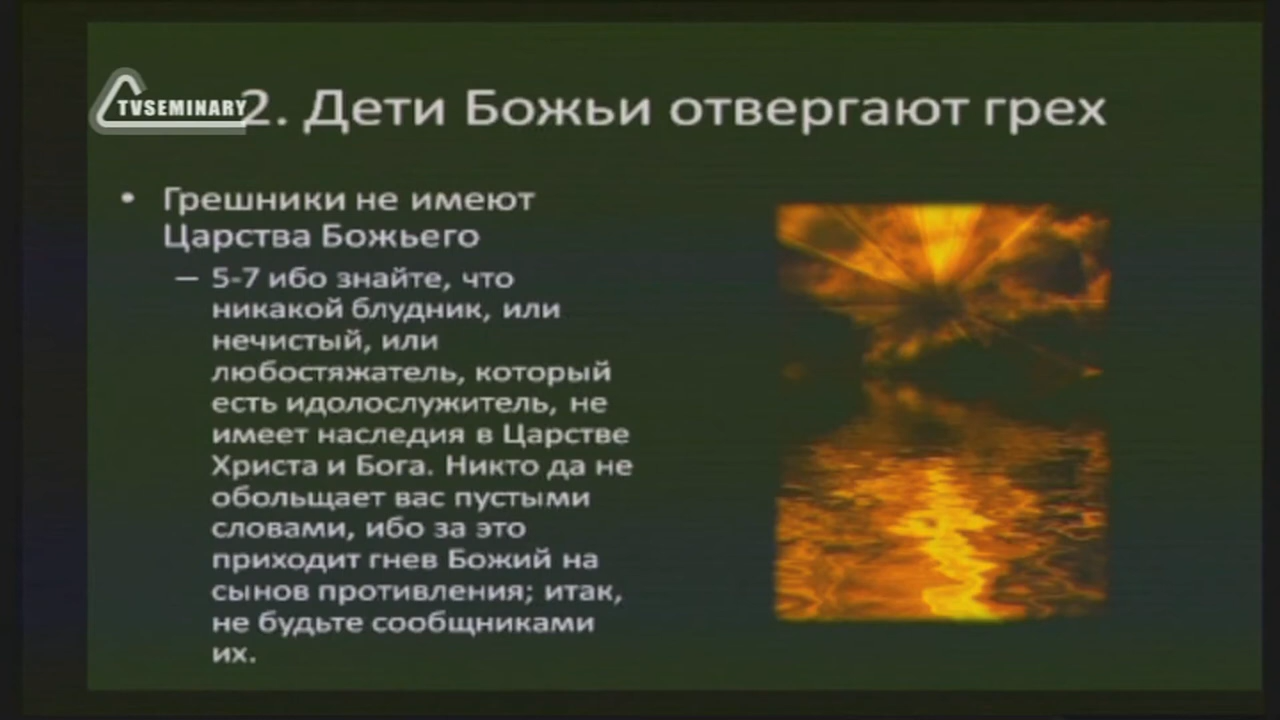 TVSEMINARY
2. Дети Божьи отвергают грех
• Грешники не имеют
Царства Божьего
– 5-7 ибо знайте, что
никакой блудник, или
нечистый, или
любостяжатель, который
есть идолослужитель, не
имеет наследия в Царстве
Христа и Бога. Никто да не
обольщает вас пустыми
словами, ибо за это
приходит гнев Божий на
сынов противления; итак,
не будьте сообщниками
их.